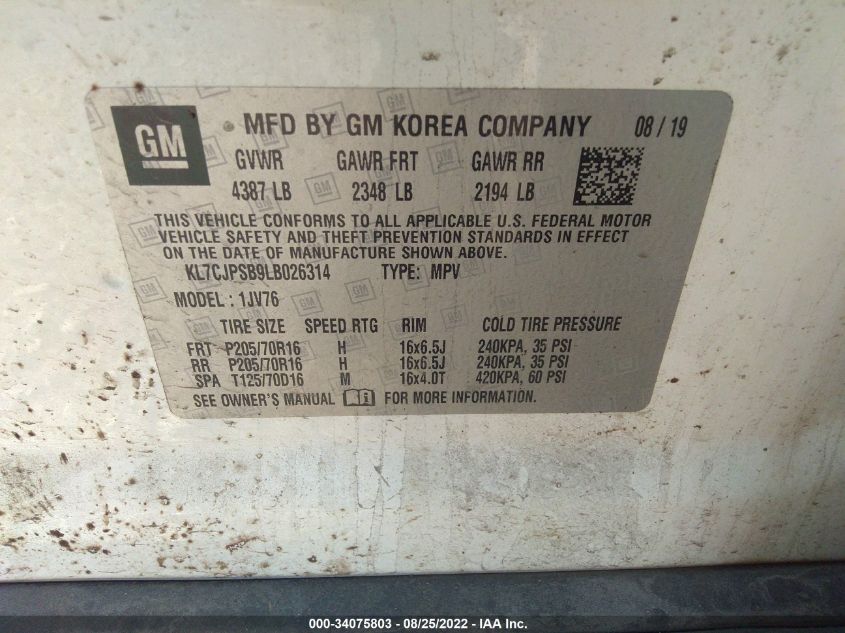 GM MFD BY GM KOREA COMPANY 08 / 19
GVWR GAWR FRT GAWR RR
4387 LB 2348 LB 2194 LB
THIS VEHICLE CONFORMS TO ALL APPLICABLE U.S. FEDERAL MOTOR
VEHICLE SAFETY AND THEFT PREVENTION STANDARDS IN EFFECT
ON THE DATE OF MANUFACTURE SHOWN ABOVE.
KL7CJPSB9LB026314 TYPE: MPV
MODEL : 1JV76
TIRE SIZE SPEED RTG RIM COLD TIRE PRESSURE
FRT P205/70R16 H 16x6.5J 240KPA, 35 PSI
RR P205/70R16 H 16x6.5J 240KPA, 35 PSI
SPA T125/70D16 M 16x4.0T 420KPA, 60 PSI
SEE OWNER'S MANUAL FOR MORE INFORMATION.
000-34075803 - 08/25/2022 - IAA Inc.